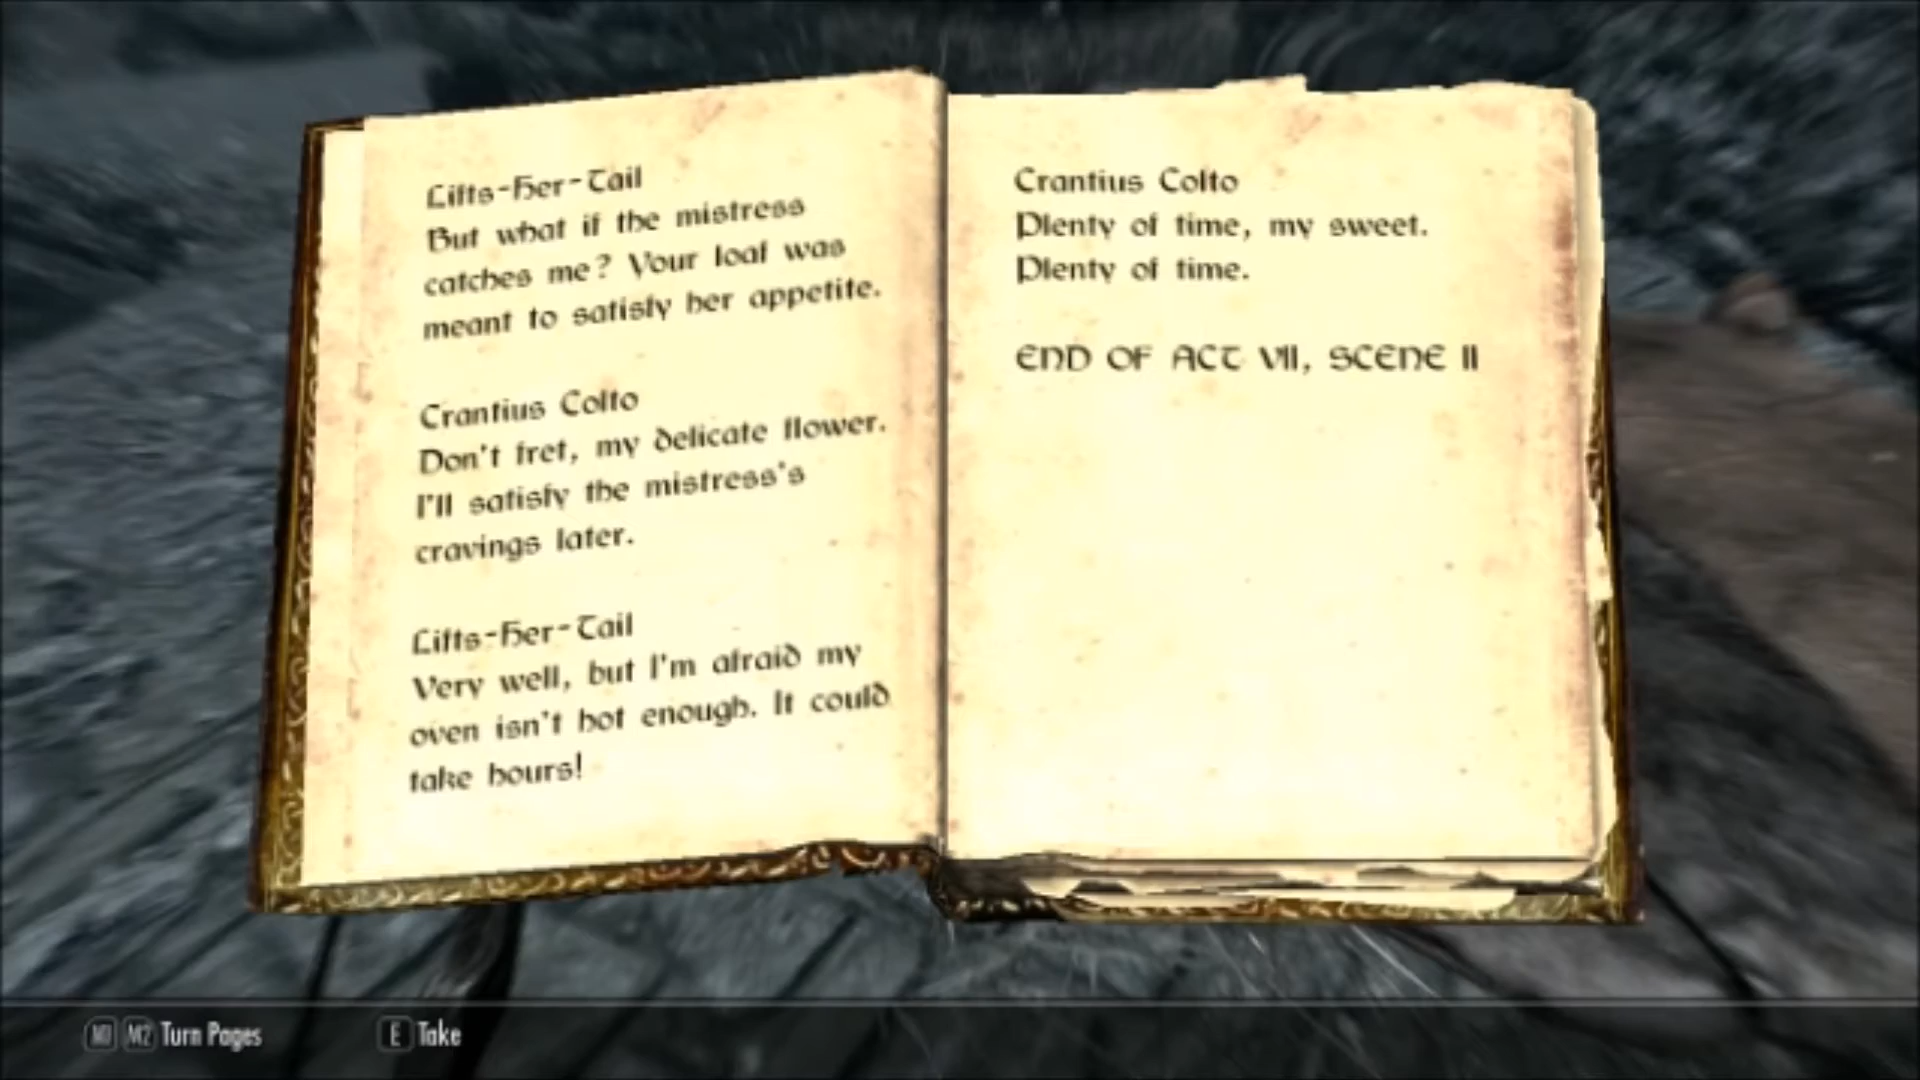 Lifts-Her-Tail
But what if the mistress
catches me? Your loaf was
meant to satisfy her appetite.
Crantius Colto
Don't fret, my delicate flower.
I'll satisfy the mistress's
cravings later.
Lifts-Her-Tail
Very well, but I'm afraid my
oven isn't hot enough. It could
take hours!
Crantius Colto
Plenty of time, my sweet.
Plenty of time.
END OF ACT VII, SCENE II
M1 M2 Turn Pages
E Take